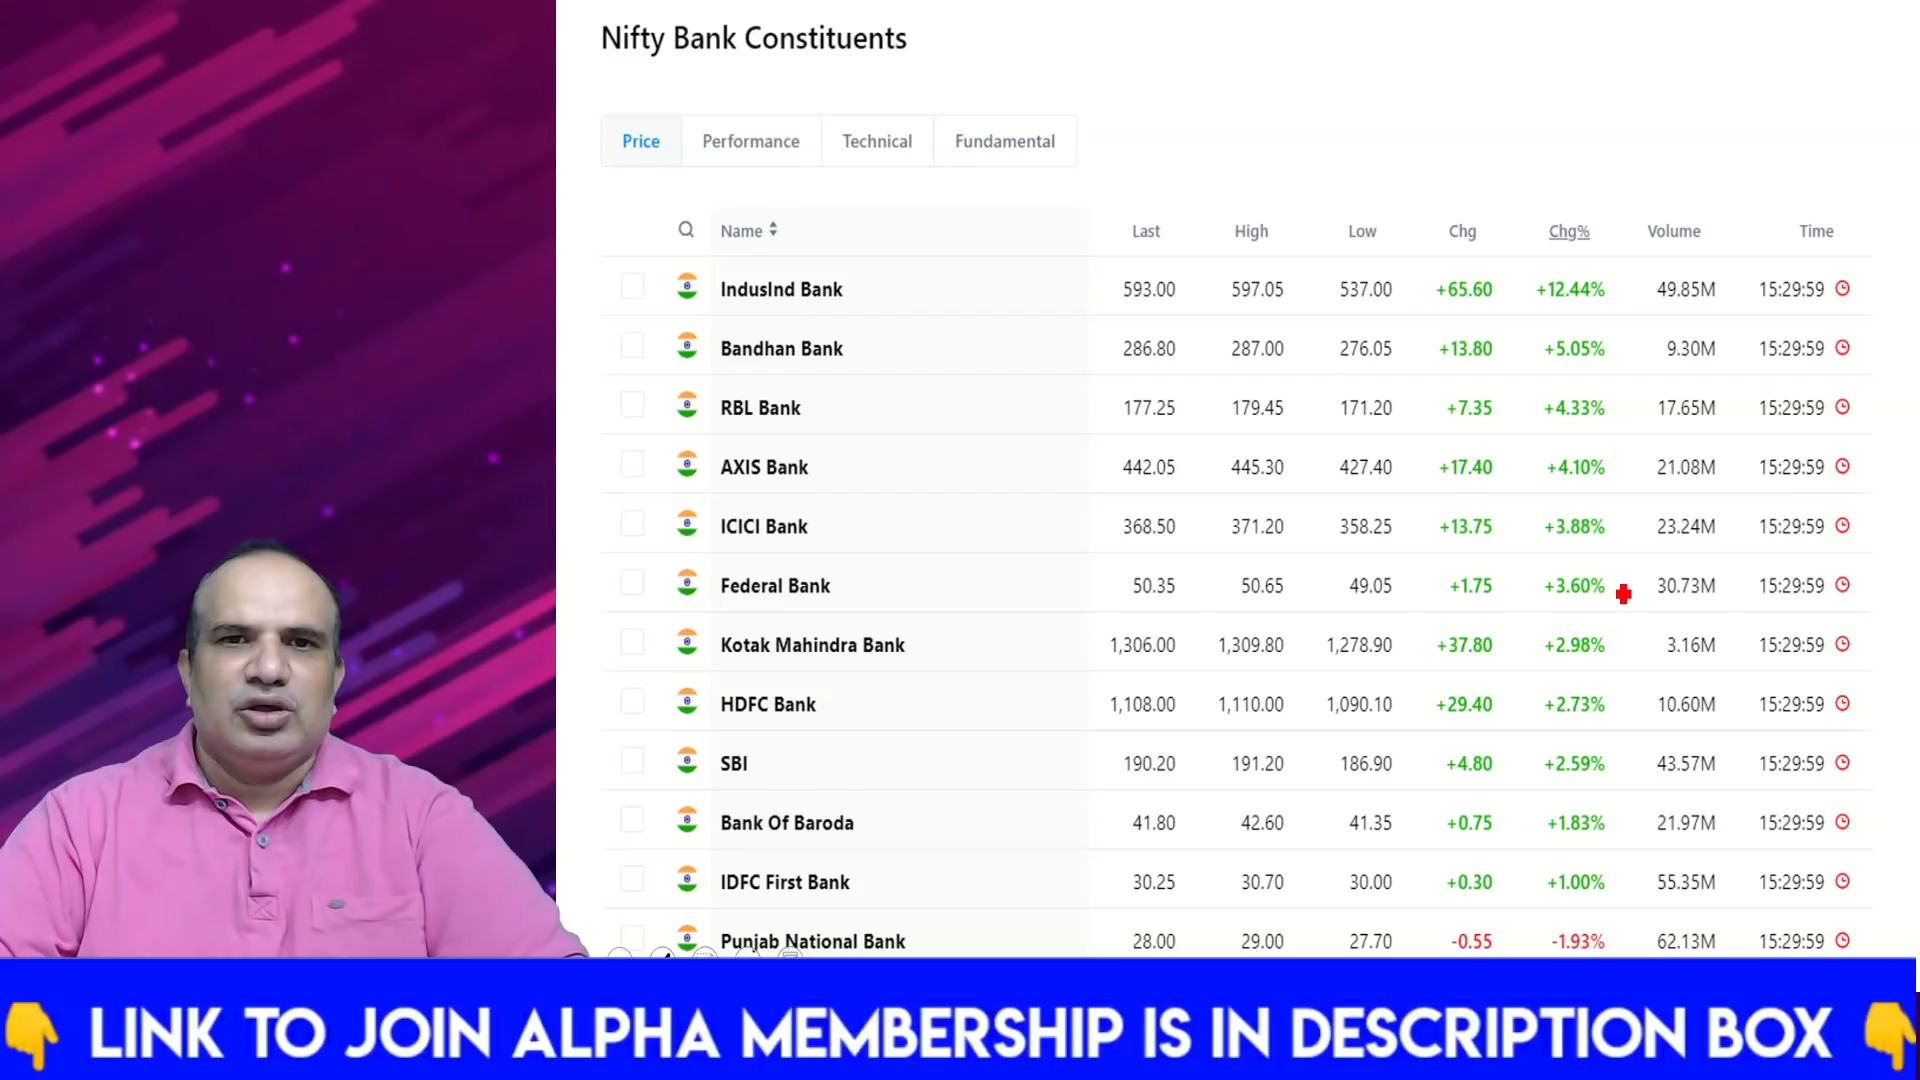 Nifty Bank Constituents
Price Performance Technical Fundamental
Name Last High Low Chg Chg% Volume Time
IndusInd Bank 593.00 597.05 537.00 +65.60 +12.44% 49.85M 15:29:59
Bandhan Bank 286.80 287.00 276.05 +13.80 +5.05% 9.30M 15:29:59
RBL Bank 177.25 179.45 171.20 +7.35 +4.33% 17.65M 15:29:59
AXIS Bank 442.05 445.30 427.40 +17.40 +4.10% 21.08M 15:29:59
ICICI Bank 368.50 371.20 358.25 +13.75 +3.88% 23.24M 15:29:59
Federal Bank 50.35 50.65 49.05 +1.75 +3.60% 30.73M 15:29:59
Kotak Mahindra Bank 1,306.00 1,309.80 1,278.90 +37.80 +2.98% 3.16M 15:29:59
HDFC Bank 1,108.00 1,110.00 1,090.10 +29.40 +2.73% 10.60M 15:29:59
SBI 190.20 191.20 186.90 +4.80 +2.59% 43.57M 15:29:59
Bank Of Baroda 41.80 42.60 41.35 +0.75 +1.83% 21.97M 15:29:59
IDFC First Bank 30.25 30.70 30.00 +0.30 +1.00% 55.35M 15:29:59
Punjab National Bank 28.00 29.00 27.70 -0.55 -1.93% 62.13M 15:29:59
LINK TO JOIN ALPHA MEMBERSHIP IS IN DESCRIPTION BOX